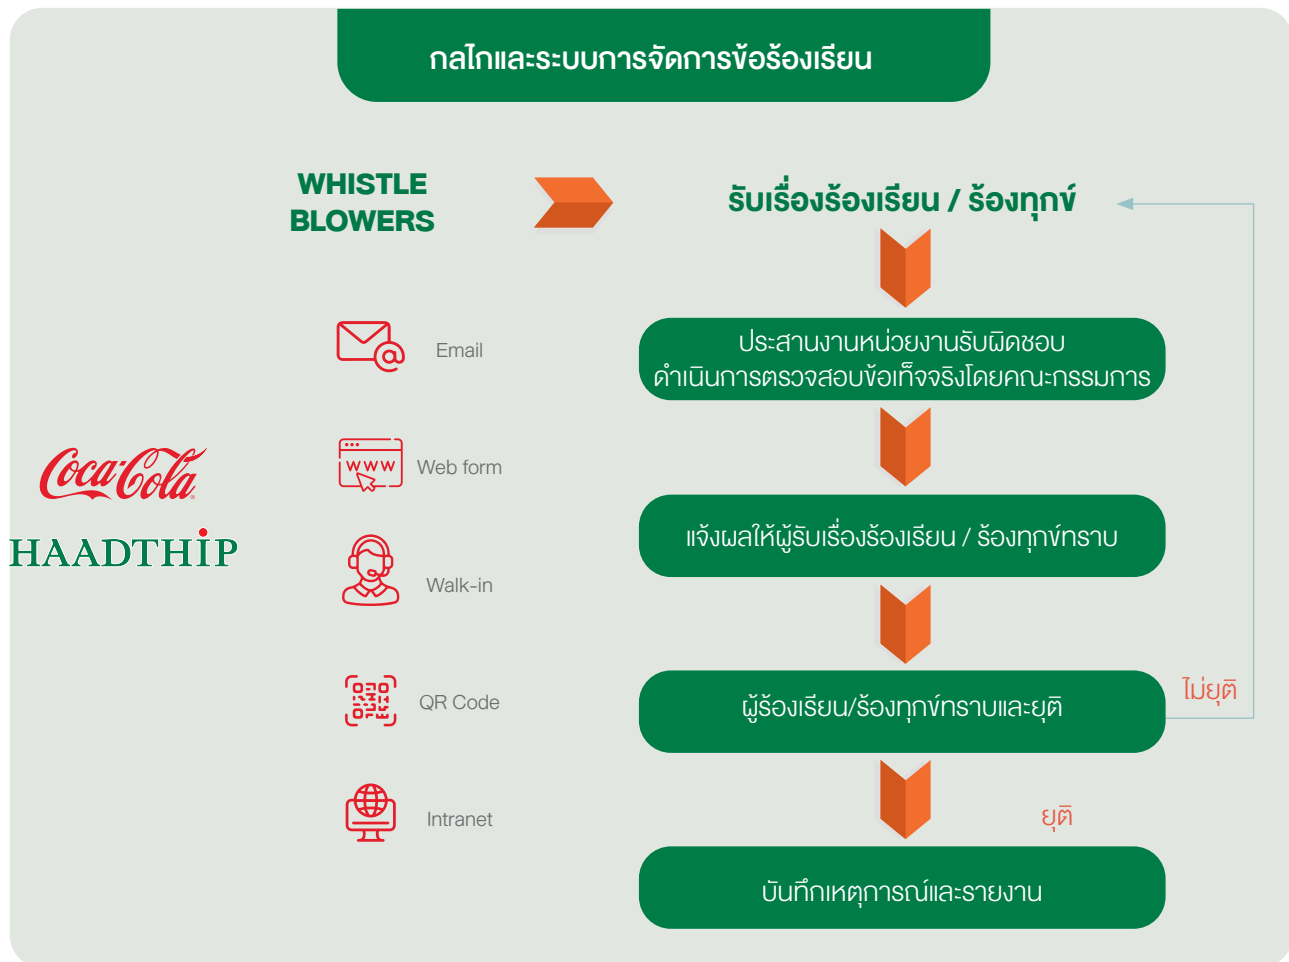 กลไกและระบบการจัดการข้อร้องเรียน
WHISTLE
BLOWERS
รับเรื่องร้องเรียน / ร้องทุกข์
Email
Web form
Walk-in
QR Code
Intranet
WWW
Coca-Cola
HAADTHIP
ประสานงานหน่วยงานรับผิดชอบ
ดำเนินการตรวจสอบข้อเท็จจริงโดยคณะกรรมการ
แจ้งผลให้ผู้รับเรื่องร้องเรียน / ร้องทุกข์ทราบ
ผู้ร้องเรียน/ร้องทุกข์ทราบและยุติ
ไม่ยุติ
ยุติ
บันทึกเหตุการณ์และรายงาน